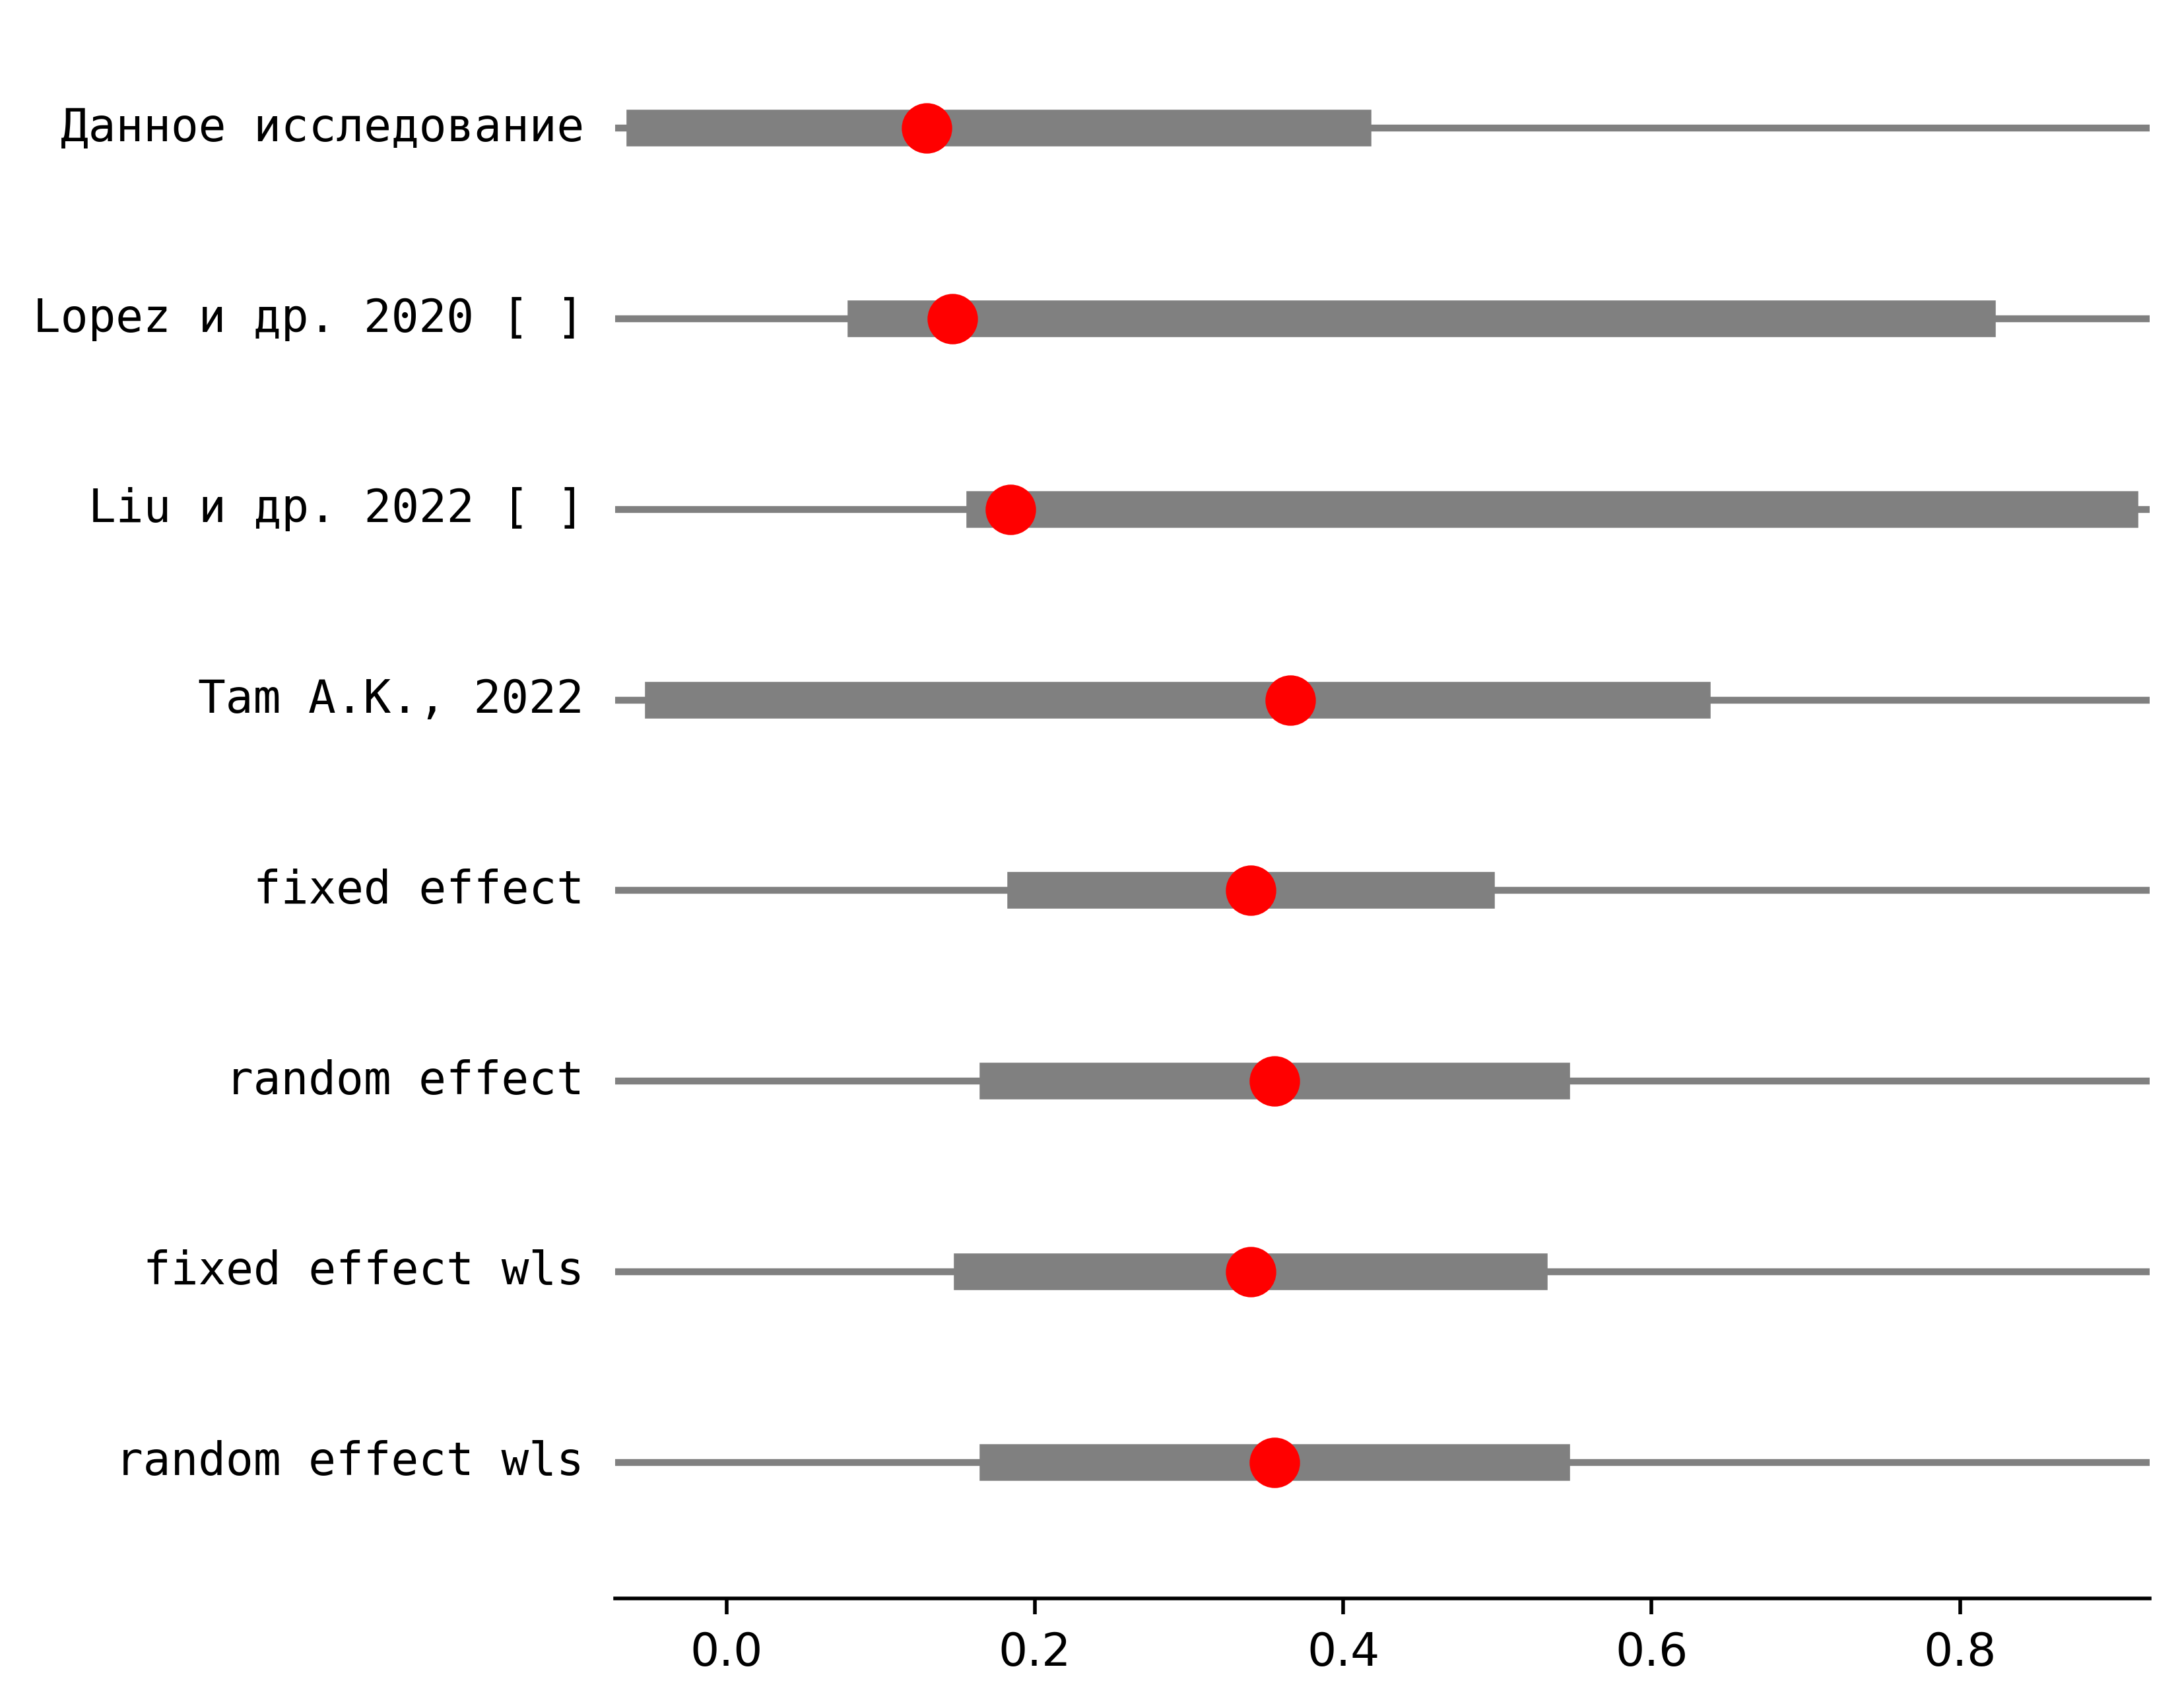 Данное исследование
Lopez и др. 2020 [ ]
Liu и др. 2022 [ ]
Tam A.K., 2022
fixed effect
random effect
fixed effect wls
random effect wls
0.0 0.2 0.4 0.6 0.8